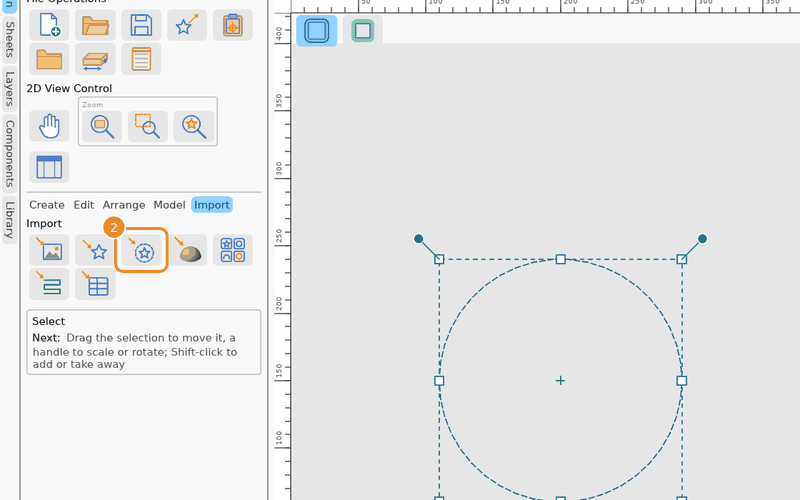 File Operations
Sheets
Layers
Components
Library
2D View Control
Zoom
Create Edit Arrange Model Import
Import
2
Select
Next: Drag the selection to move it, a
handle to scale or rotate; Shift-click to
add or take away
50 100 150 200 250 300 350
400
350
300
250
200
150
100